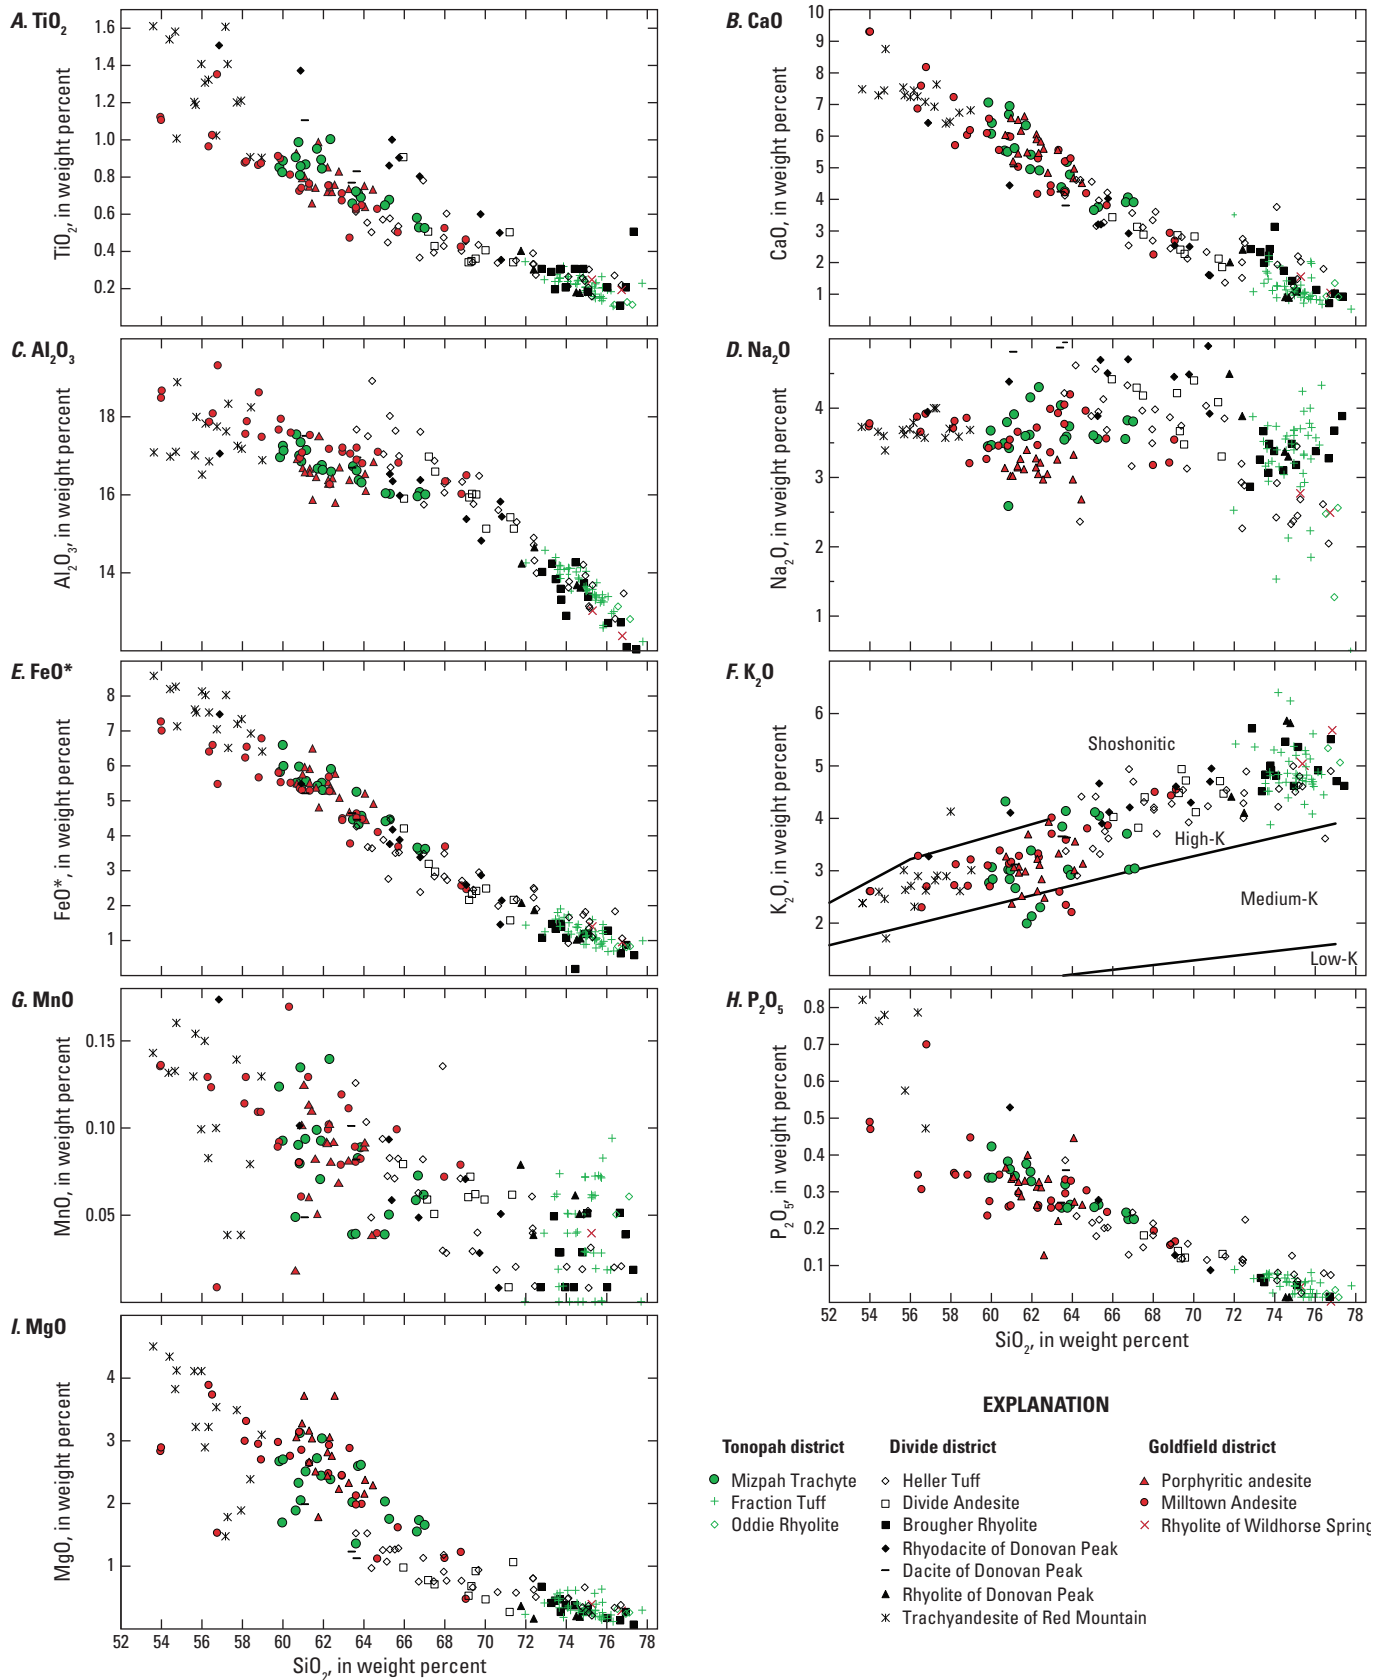 A. TiO2
TiO2, in weight percent
1.6
1.4
1.2
1.0
0.8
0.6
0.4
0.2
B. CaO
CaO, in weight percent
10
9
8
7
6
5
4
3
2
1
C. Al2O3
Al2O3, in weight percent
18
16
14
D. Na2O
Na2O, in weight percent
4
3
2
1
E. FeO*
FeO*, in weight percent
8
7
6
5
4
3
2
1
F. K2O
K2O, in weight percent
6
5
4
3
2
Shoshonitic
High-K
Medium-K
Low-K
G. MnO
MnO, in weight percent
0.15
0.10
0.05
H. P2O5
P2O5, in weight percent
0.8
0.7
0.6
0.5
0.4
0.3
0.2
0.1
52 54 56 58 60 62 64 66 68 70 72 74 76 78
SiO2, in weight percent
I. MgO
MgO, in weight percent
4
3
2
1
52 54 56 58 60 62 64 66 68 70 72 74 76 78
SiO2, in weight percent
EXPLANATION
Tonopah district
Mizpah Trachyte
Fraction Tuff
Oddie Rhyolite
Divide district
Heller Tuff
Divide Andesite
Brougher Rhyolite
Rhyodacite of Donovan Peak
Dacite of Donovan Peak
Rhyolite of Donovan Peak
Trachyandesite of Red Mountain
Goldfield district
Porphyritic andesite
Milltown Andesite
Rhyolite of Wildhorse Spring